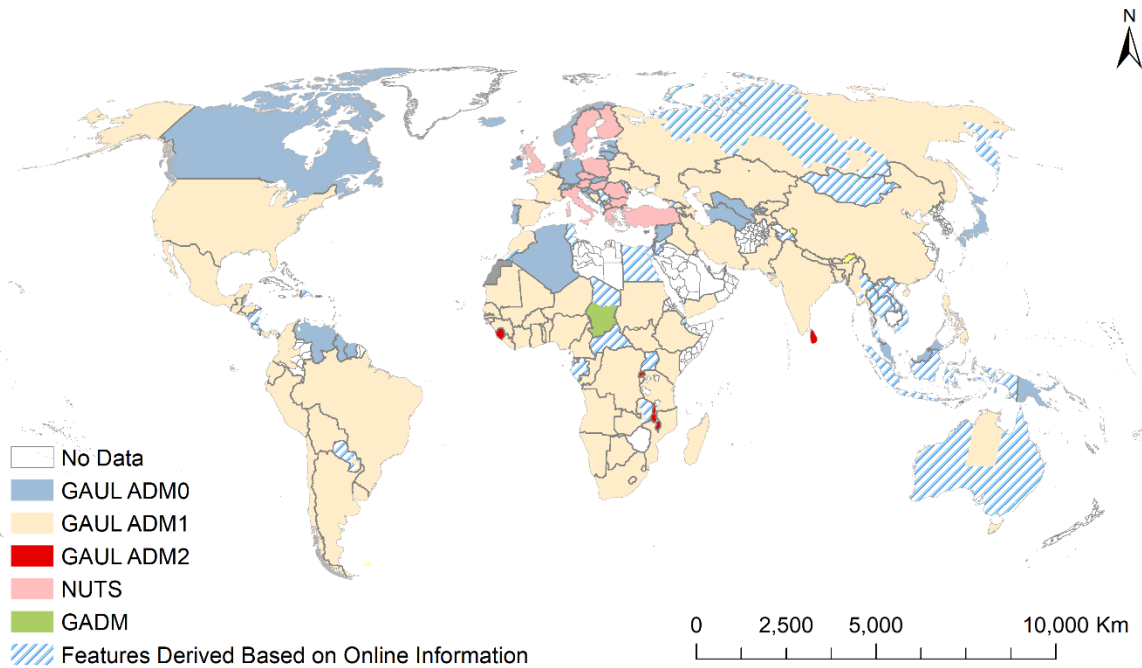 N
No Data
GAUL ADM0
GAUL ADM1
GAUL ADM2
NUTS
GADM
Features Derived Based on Online Information
0 2,500 5,000 10,000 Km